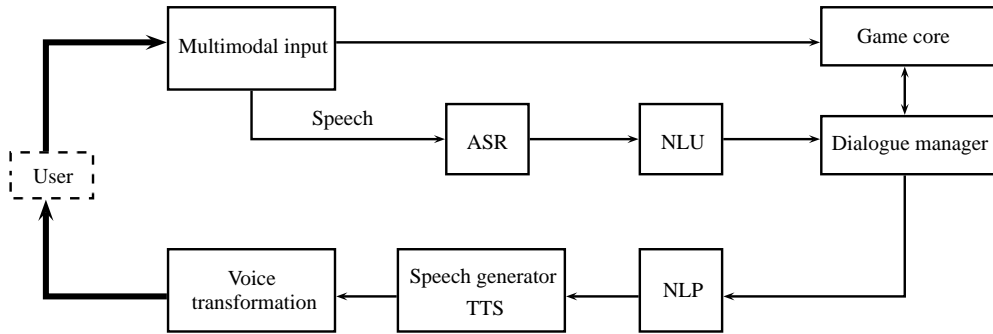 Multimodal input
Game core
Speech
ASR
NLU
Dialogue manager
User
Voice
transformation
Speech generator
TTS
NLP